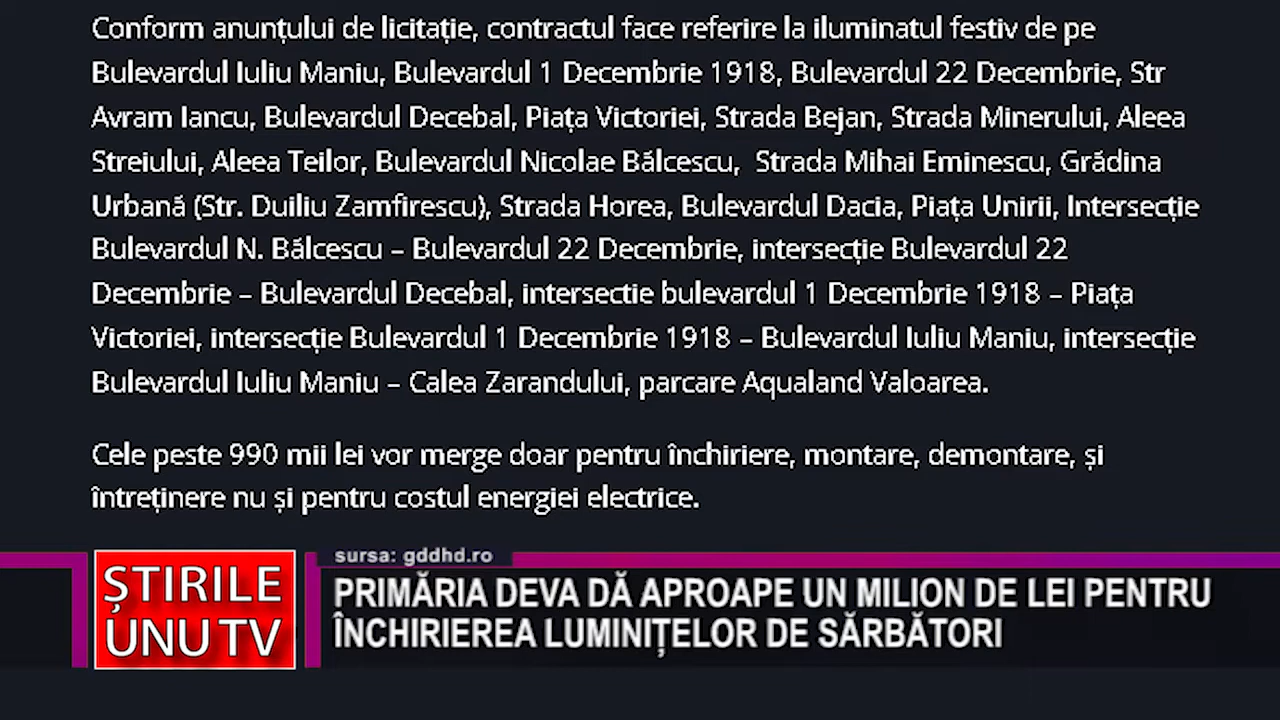 Conform anunțului de licitație, contractul face referire la iluminatul festiv de pe
Bulevardul Iuliu Maniu, Bulevardul 1 Decembrie 1918, Bulevardul 22 Decembrie, Str
Avram Iancu, Bulevardul Decebal, Piața Victoriei, Strada Bejan, Strada Minerului, Aleea
Streiului, Aleea Teilor, Bulevardul Nicolae Bălcescu, Strada Mihai Eminescu, Grădina
Urbană (Str. Duiliu Zamfirescu), Strada Horea, Bulevardul Dacia, Piața Unirii, Intersecție
Bulevardul N. Bălcescu – Bulevardul 22 Decembrie, intersecție Bulevardul 22
Decembrie – Bulevardul Decebal, intersectie bulevardul 1 Decembrie 1918 – Piața
Victoriei, intersecție Bulevardul 1 Decembrie 1918 – Bulevardul Iuliu Maniu, intersecție
Bulevardul Iuliu Maniu – Calea Zarandului, parcare Aqualand Valoarea.
Cele peste 990 mii lei vor merge doar pentru închiriere, montare, demontare, și
întreținere nu și pentru costul energiei electrice.
sursa: gddhd.ro
ȘTIRILE
UNU TV
PRIMĂRIA DEVA DĂ APROAPE UN MILION DE LEI PENTRU
ÎNCHIRIEREA LUMINIȚELOR DE SĂRBĂTORI